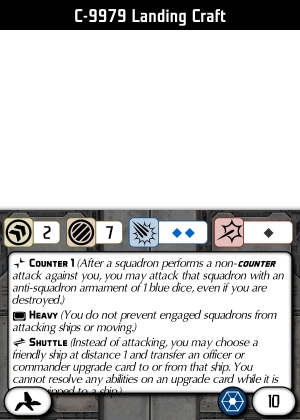 C-9979 Landing Craft
2 7
COUNTER 1 (After a squadron performs a non-COUNTER
attack against you, you may attack that squadron with an
anti-squadron armament of 1 blue dice, even if you are
destroyed.)
HEAVY (You do not prevent engaged squadrons from
attacking ships or moving.)
SHUTTLE (Instead of attacking, you may choose a
friendly ship at distance 1 and transfer an officer or
commander upgrade card to or from that ship. You
cannot resolve any abilities on an upgrade card while it is
to a ship.)
10